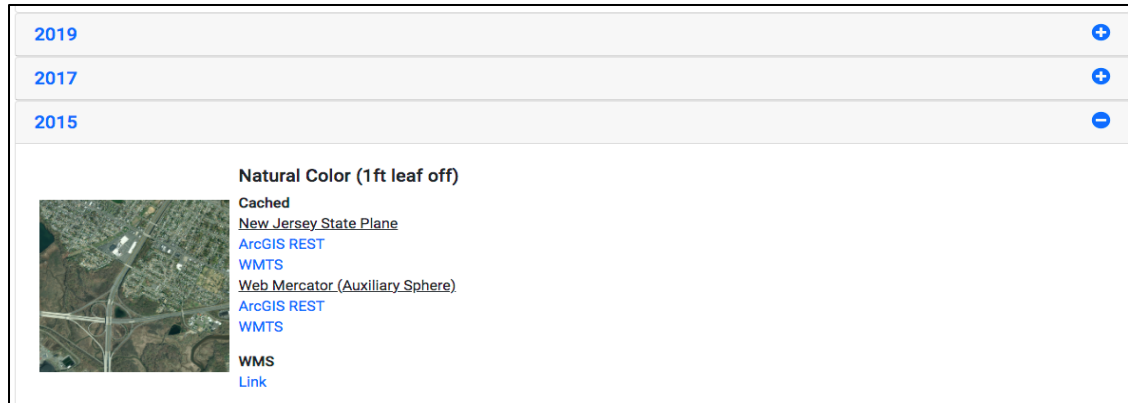 2019
2017
2015
Natural Color (1ft leaf off)
Cached
New Jersey State Plane
ArcGIS REST
WMTS
Web Mercator (Auxiliary Sphere)
ArcGIS REST
WMTS
WMS
Link